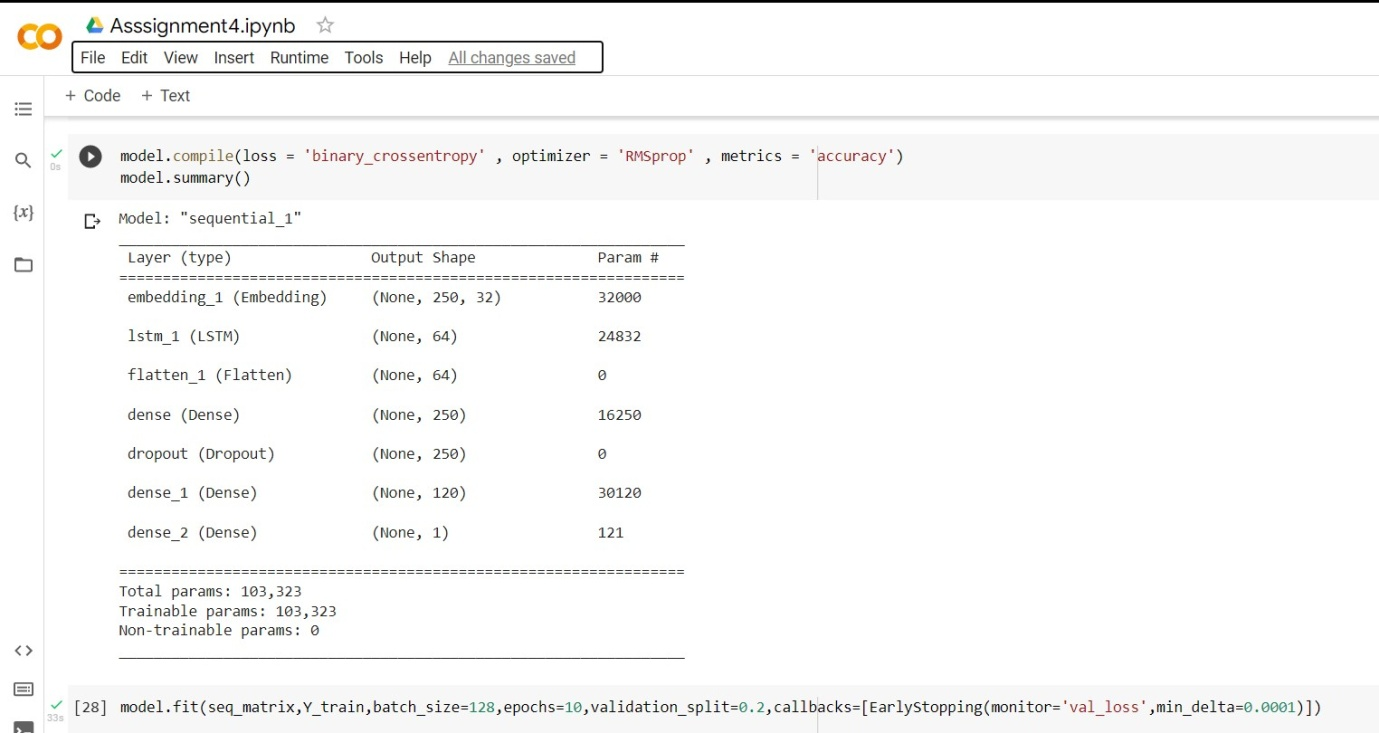 CO
Asssignment4.ipynb
File Edit View Insert Runtime Tools Help All changes saved
+ Code + Text
0s
model.compile(loss = 'binary_crossentropy' , optimizer = 'RMSprop' , metrics = 'accuracy')
model.summary()
{x}
Model: "sequential_1"
Layer (type) Output Shape Param #
=================================================================
embedding_1 (Embedding) (None, 250, 32) 32000
lstm_1 (LSTM) (None, 64) 24832
flatten_1 (Flatten) (None, 64) 0
dense (Dense) (None, 250) 16250
dropout (Dropout) (None, 250) 0
dense_1 (Dense) (None, 120) 30120
dense_2 (Dense) (None, 1) 121
=================================================================
Total params: 103,323
Trainable params: 103,323
Non-trainable params: 0
33s
[28] model.fit(seq_matrix,Y_train,batch_size=128,epochs=10,validation_split=0.2,callbacks=[EarlyStopping(monitor='val_loss',min_delta=0.0001)])